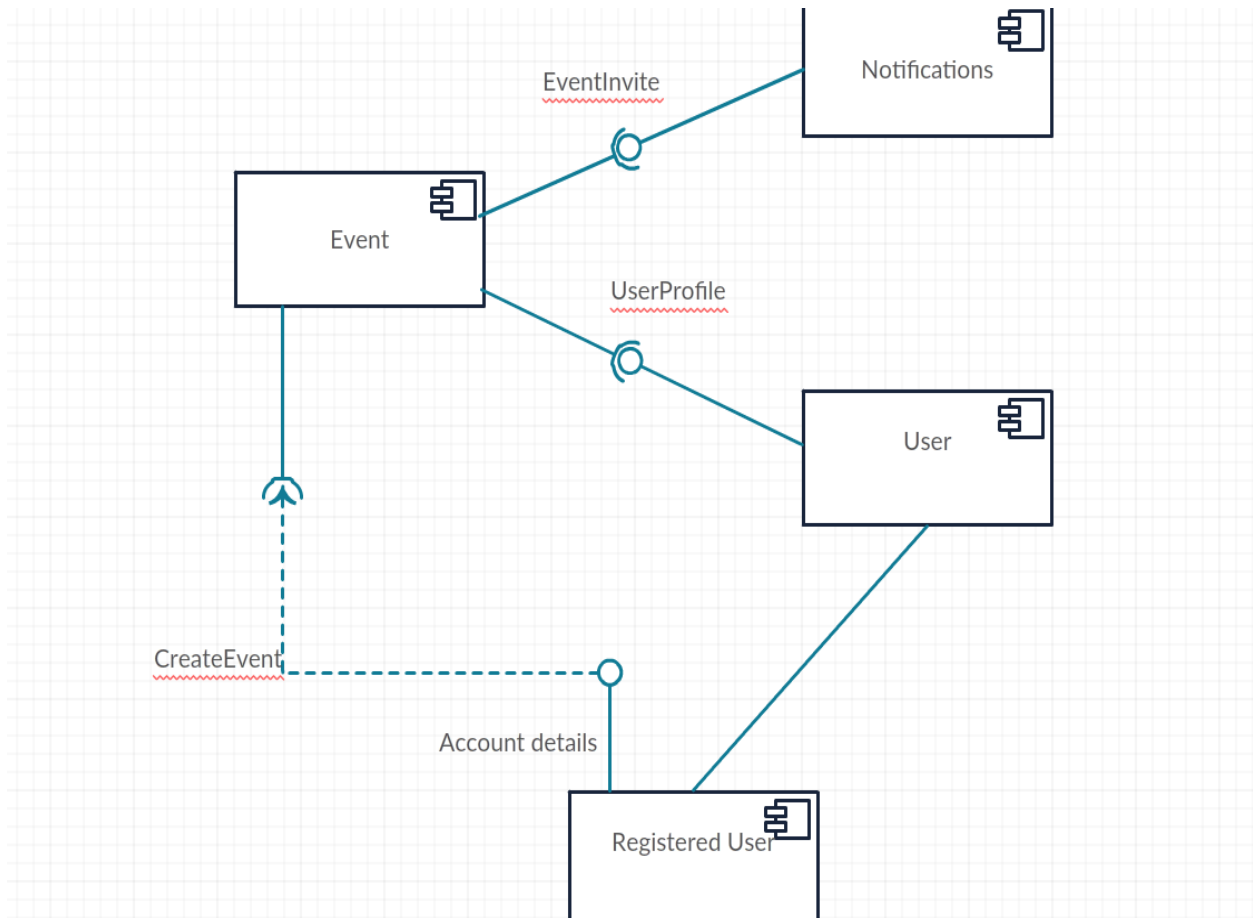 Notifications
EventInvite
Event
UserProfile
User
CreateEvent
Account details
Registered User